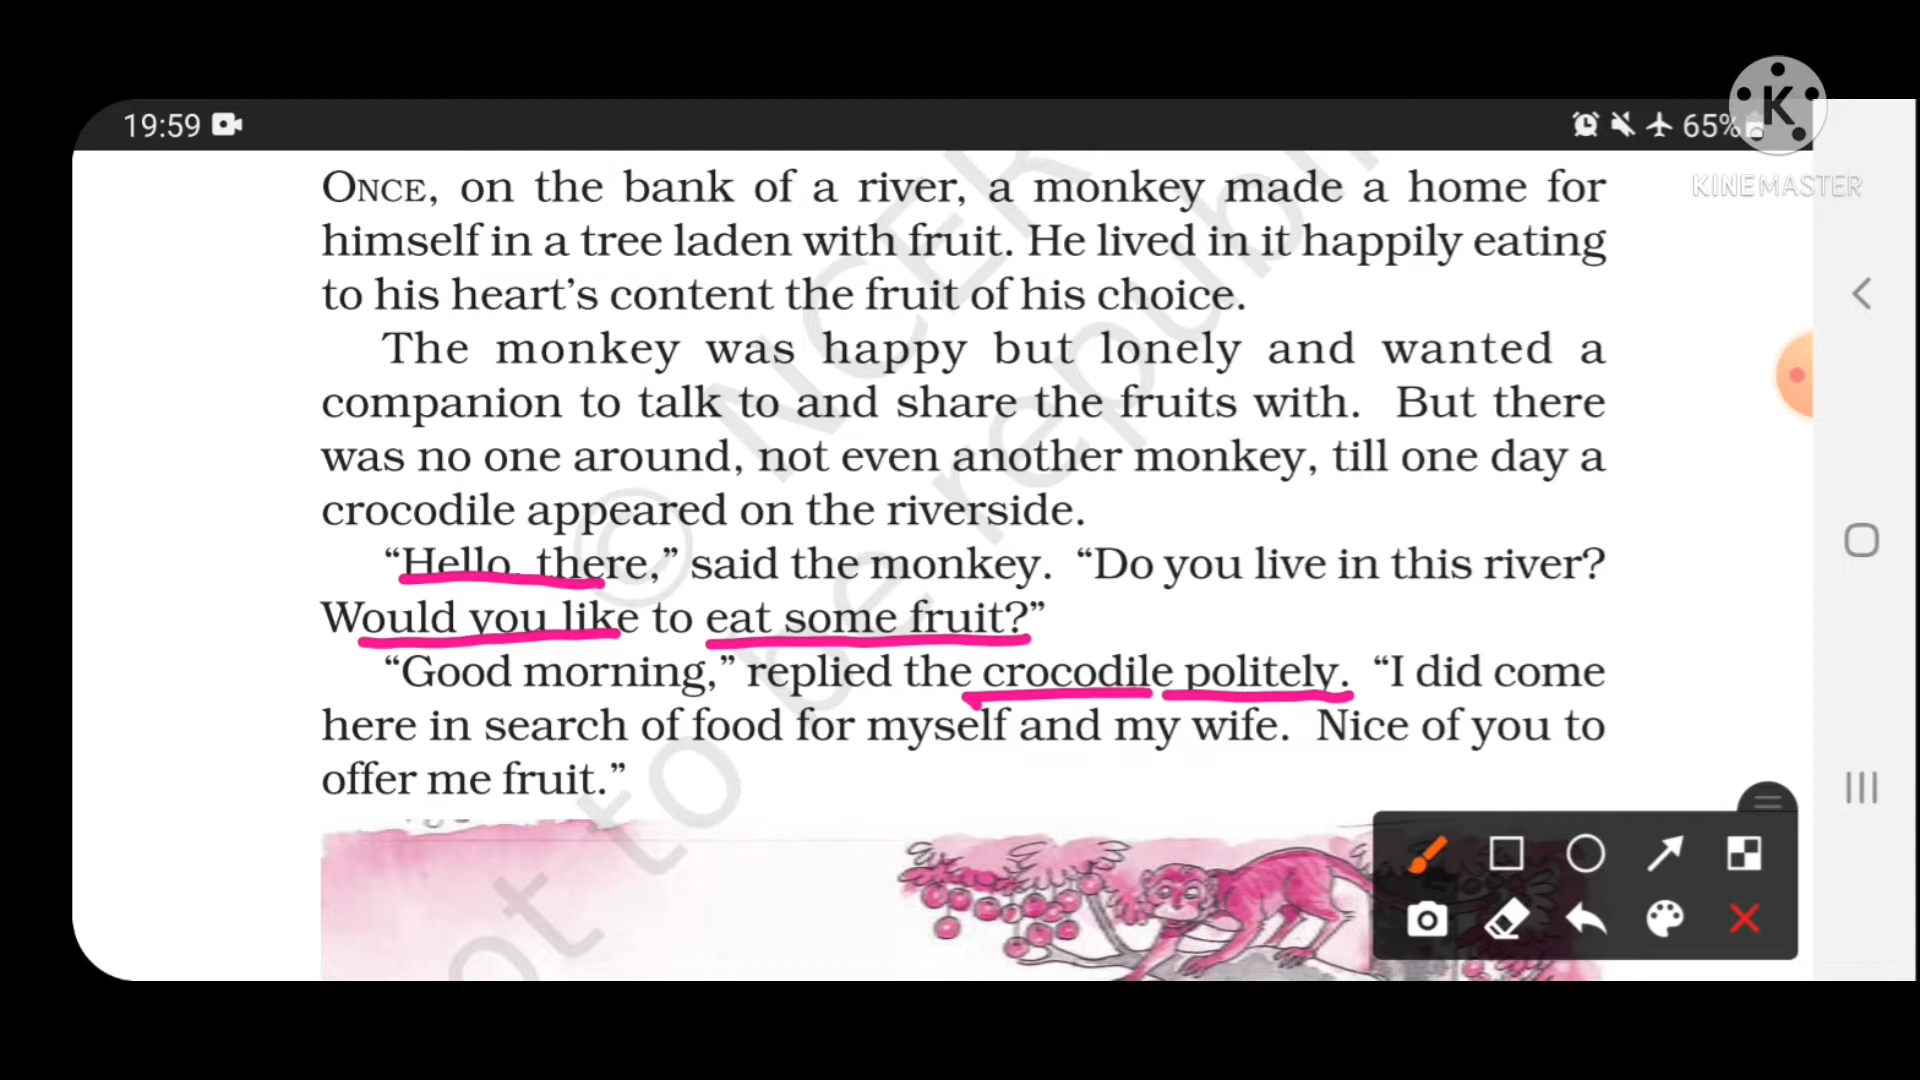 19:59
65%
K
KINEMASTER
ONCE, on the bank of a river, a monkey made a home for
himself in a tree laden with fruit. He lived in it happily eating
to his heart’s content the fruit of his choice.
The monkey was happy but lonely and wanted a
companion to talk to and share the fruits with. But there
was no one around, not even another monkey, till one day a
crocodile appeared on the riverside.
“Hello, there,” said the monkey. “Do you live in this river?
Would you like to eat some fruit?”
“Good morning,” replied the crocodile politely. “I did come
here in search of food for myself and my wife. Nice of you to
offer me fruit.”
© NCER
be republi
not to